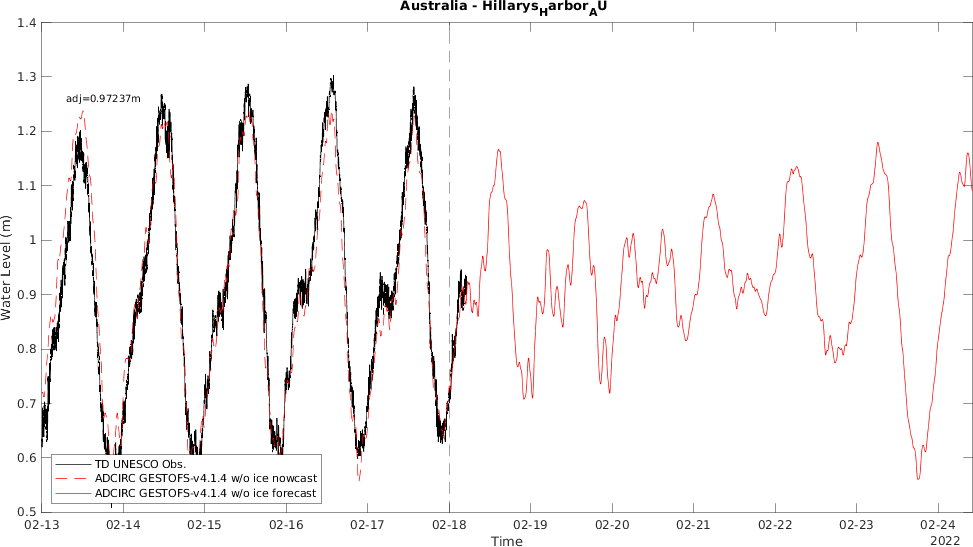 Australia - Hillarys_Harbor_AU
1.4
1.3
1.2
1.1
1
0.9
0.8
0.7
0.6
0.5
Water Level (m)
adj=0.97237m
TD UNESCO Obs.
ADCIRC GESTOFS-v4.1.4 w/o ice nowcast
ADCIRC GESTOFS-v4.1.4 w/o ice forecast
02-13 02-14 02-15 02-16 02-17 02-18 02-19 02-20 02-21 02-22 02-23 02-24
Time
2022